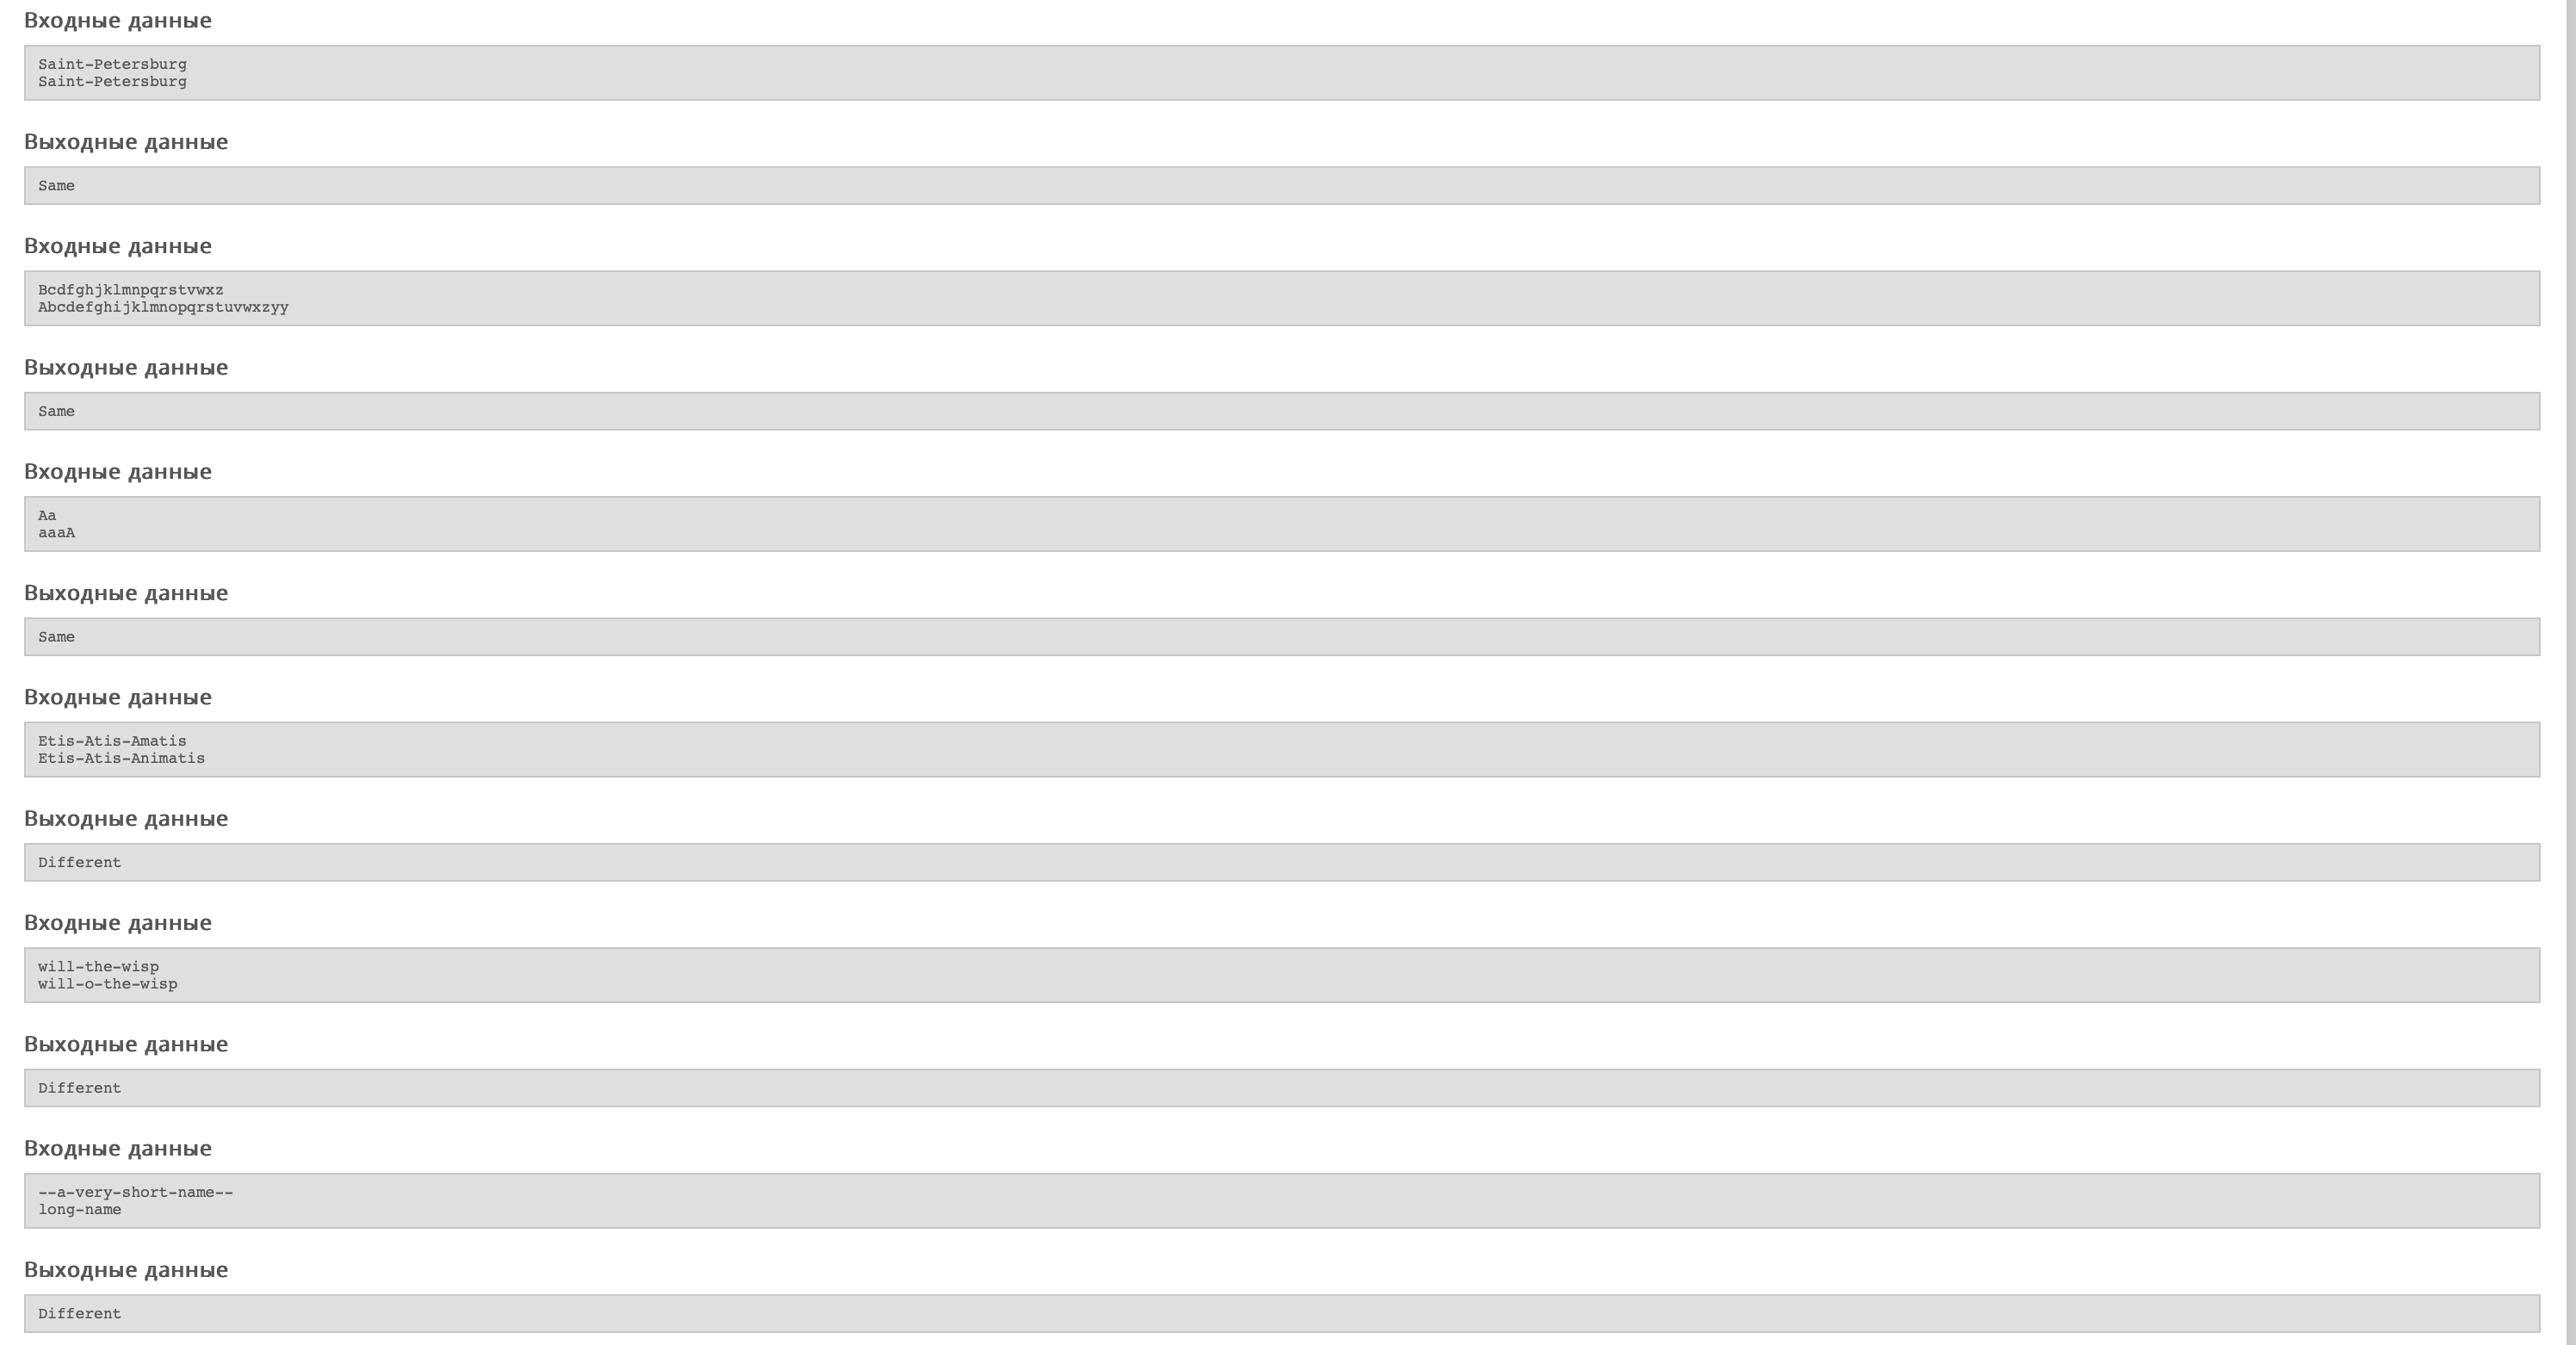 Входные данные
Saint-Petersburg
Saint-Petersburg
Выходные данные
Same
Входные данные
Bcdfghjklmnpqrstvwxz
Abcdefghijklmnopqrstuvwxzyy
Выходные данные
Same
Входные данные
Aa
aaaA
Выходные данные
Same
Входные данные
Etis-Atis-Amatis
Etis-Atis-Animatis
Выходные данные
Different
Входные данные
will-the-wisp
will-o-the-wisp
Выходные данные
Different
Входные данные
--a-very-short-name--
long-name
Выходные данные
Different